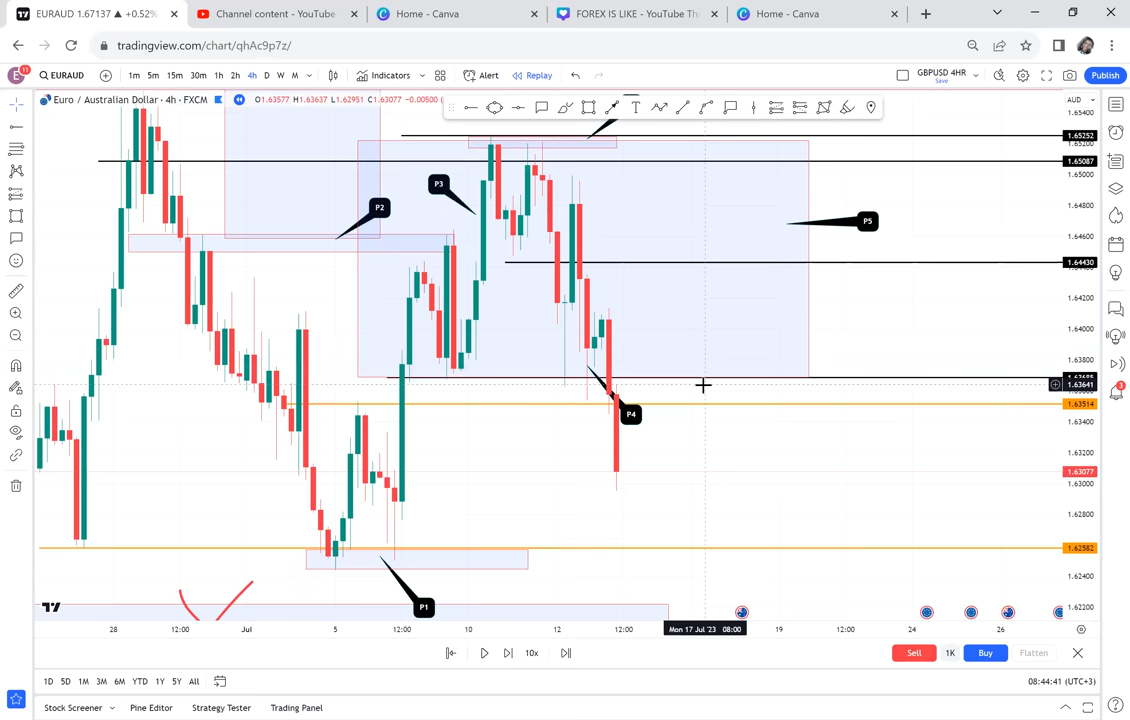 EURAUD 1.67137 ▲ +0.52%
Channel content - YouTube
Home - Canva
FOREX IS LIKE - YouTube Th
Home - Canva
tradingview.com/chart/qhAc9p7z/
E 11
EURAUD
1m 5m 15m 30m 1h 2h 4h D W M
Indicators
Alert
Replay
GBPUSD 4HR
Save
Publish
Euro / Australian Dollar · 4h · FXCM
O1.63577 H1.63637 L1.62951 C1.63077 -0.00500
AUD
1.65400
1.65252
1.65200
1.65087
1.65000
P3
1.64800
P2
P5
1.64600
1.64430
1.64200
1.64000
1.63800
1.63641
1.63514
P4
1.63400
1.63200
1.63077
1.63000
1.62800
1.62582
1.62400
P1
1.62200
28 12:00 Jul 5 12:00 10 12 12:00 Mon 17 Jul '23 08:00 19 12:00 24 26
10x
Sell 1K Buy Flatten
1D 5D 1M 3M 6M YTD 1Y 5Y All
08:44:41 (UTC+3)
Stock Screener Pine Editor Strategy Tester Trading Panel
3